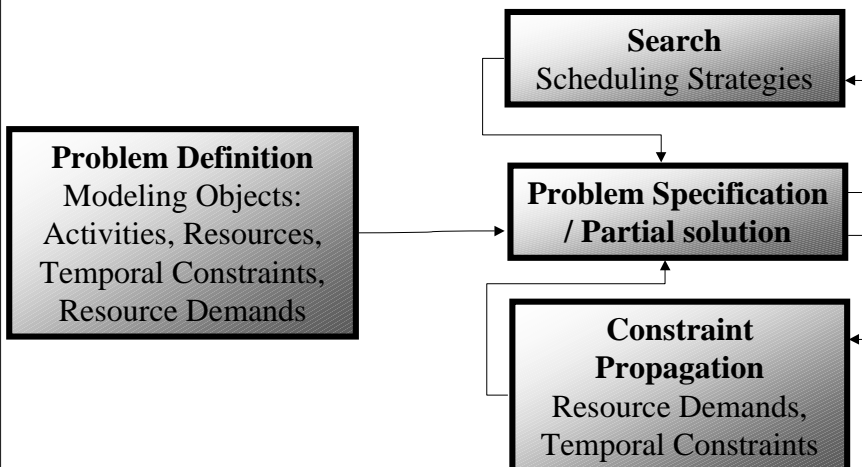 Search
Scheduling Strategies
Problem Definition
Modeling Objects:
Activities, Resources,
Temporal Constraints,
Resource Demands
Problem Specification
/ Partial solution
Constraint
Propagation
Resource Demands,
Temporal Constraints